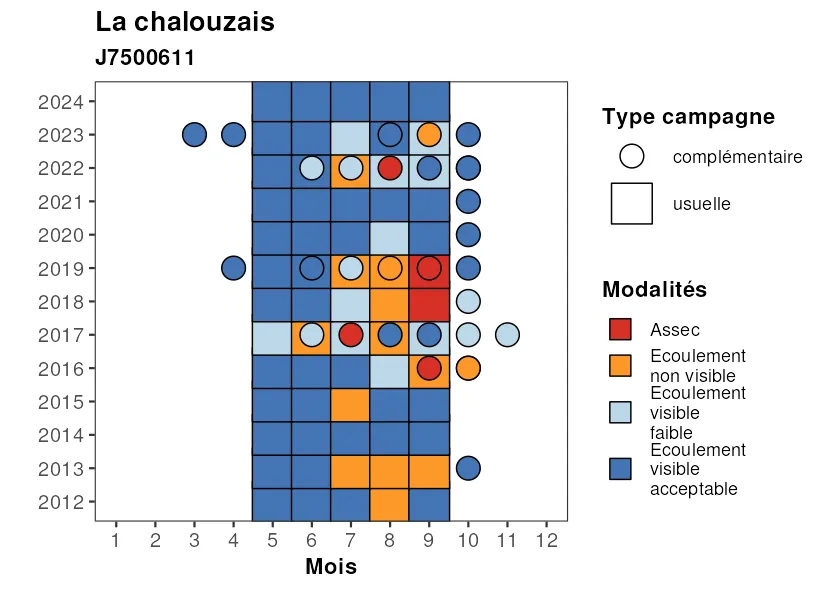 La chalouzais
J7500611
2024
2023
2022
2021
2020
2019
2018
2017
2016
2015
2014
2013
2012
1 2 3 4 5 6 7 8 9 10 11 12
Mois
Type campagne
complémentaire
usuelle
Modalités
Assec
Ecoulement
non visible
Ecoulement
visible
faible
Ecoulement
visible
acceptable